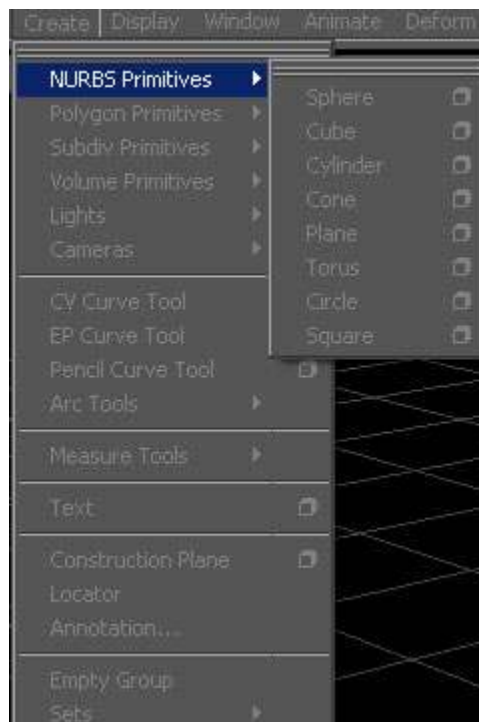 Create Display Window Animate Deform
NURBS Primitives
Polygon Primitives
Subdiv Primitives
Volume Primitives
Lights
Cameras
CV Curve Tool
EP Curve Tool
Pencil Curve Tool
Arc Tools
Measure Tools
Text
Construction Plane
Locator
Annotation...
Empty Group
Sets
Sphere
Cube
Cylinder
Cone
Plane
Torus
Circle
Square